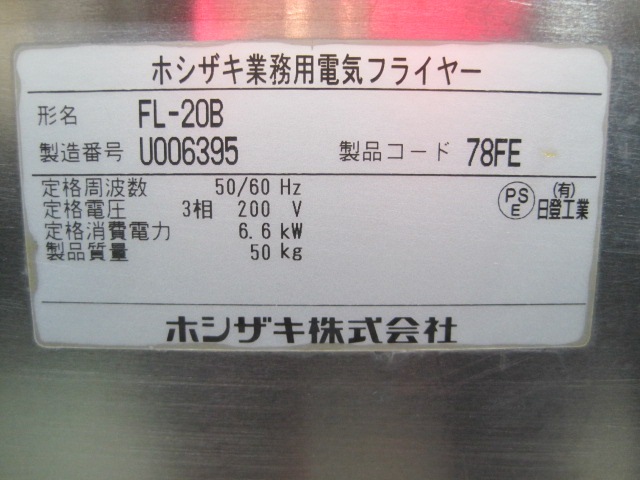 ホシザキ業務用電気フライヤー
形名 FL-20B
製造番号 U006395 製品コード 78FE
定格周波数 50/60 Hz
定格電圧 3相 200 V
定格消費電力 6.6 kW
製品質量 50 kg
PS E (有) 日登工業
ホシザキ株式会社